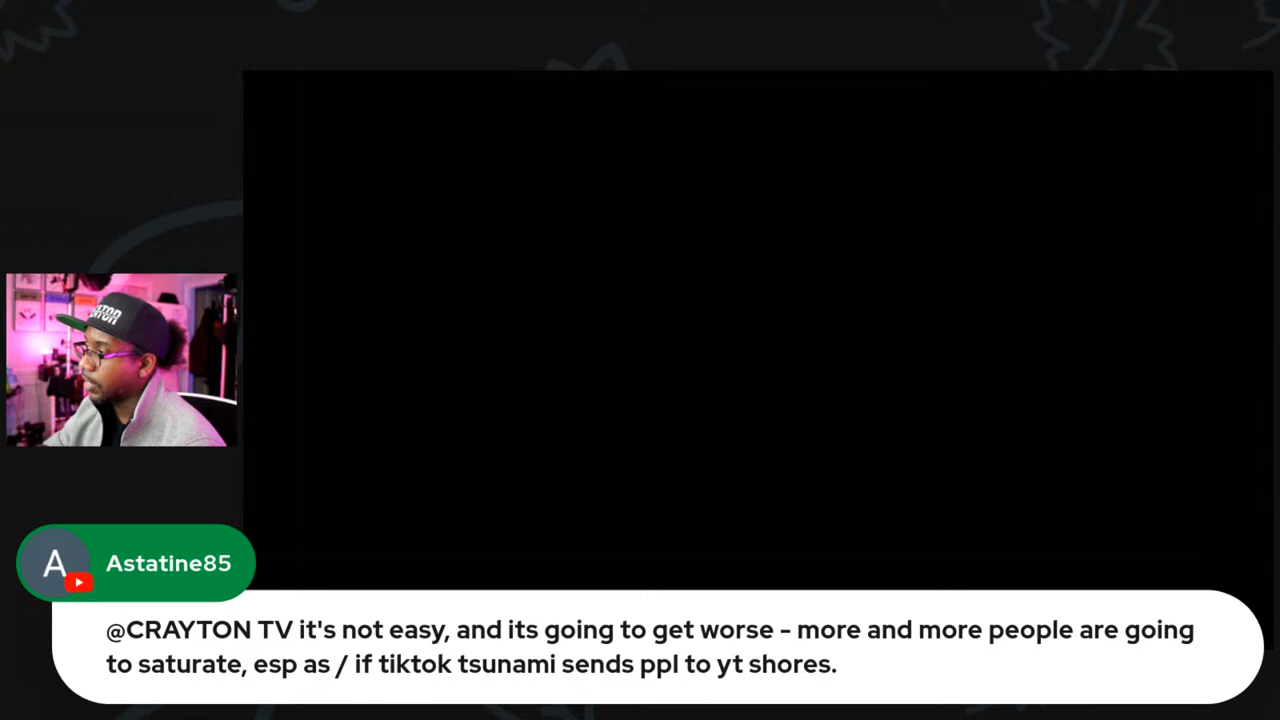 A
Astatine85
@CRAYTON TV it's not easy, and its going to get worse - more and more people are going
to saturate, esp as / if tiktok tsunami sends ppl to yt shores.